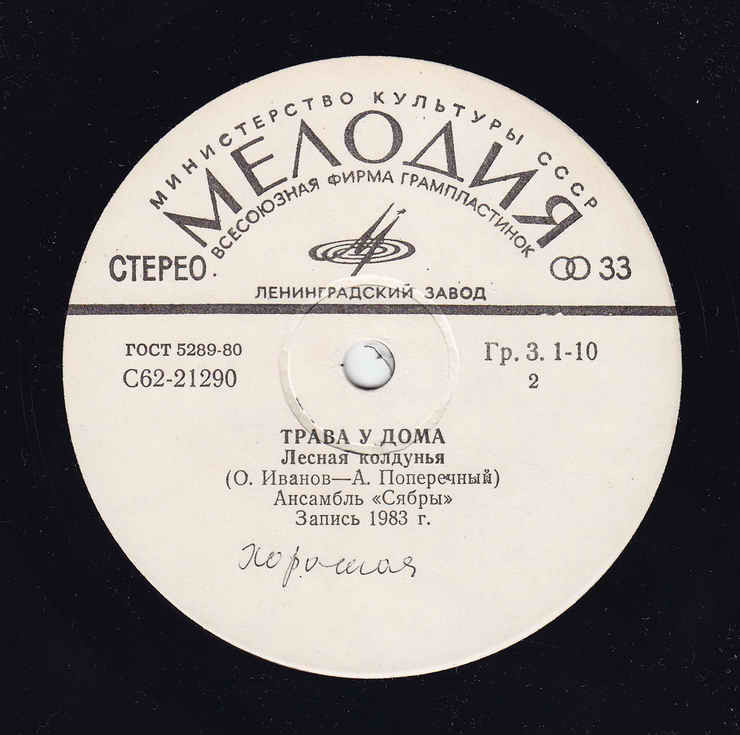 МИНИСТЕРСТВО КУЛЬТУРЫ СССР
МЕЛОДИЯ
ВСЕСОЮЗНАЯ ФИРМА ГРАМПЛАСТИНОК
СТЕРЕО 33
ЛЕНИНГРАДСКИЙ ЗАВОД
ГОСТ 5289-80 Гр. 3. 1-10
С62-21290 2
ТРАВА У ДОМА
Лесная колдунья
(О. Иванов—А. Поперечный)
Ансамбль «Сябры»
Запись 1983 г.
хорошая